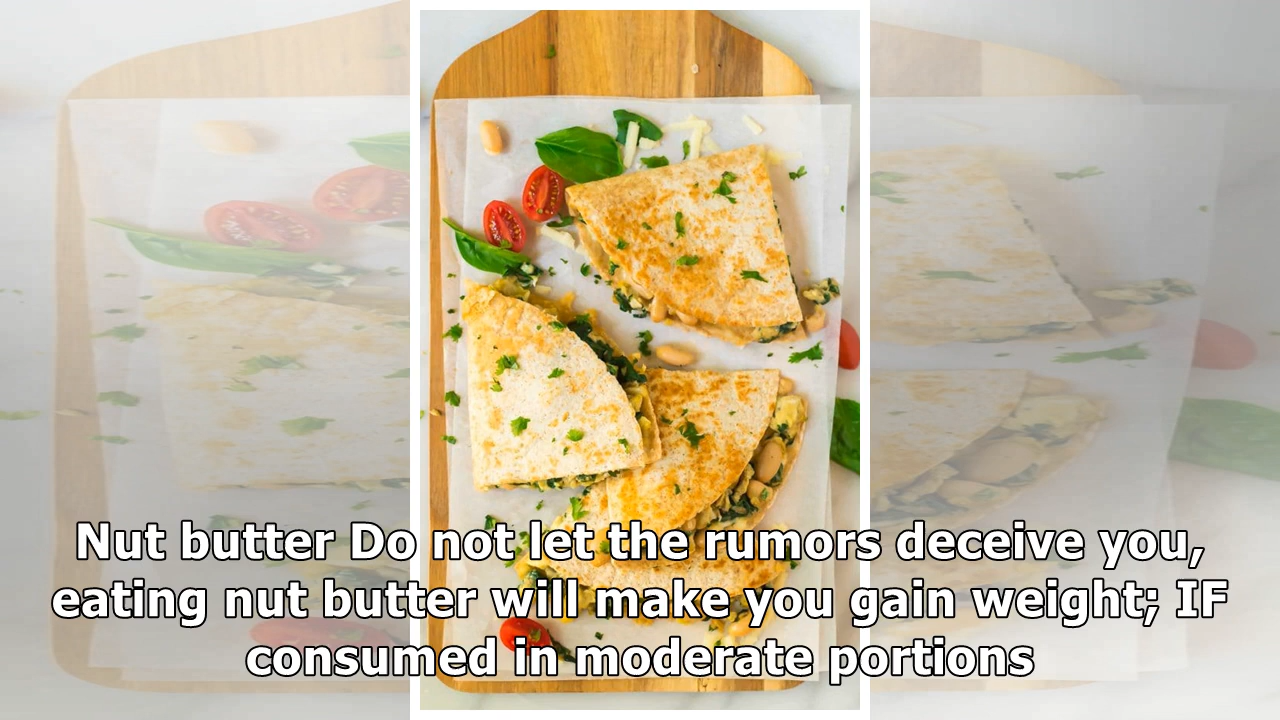 Nut butter Do not let the rumors deceive you,
eating nut butter will make you gain weight; IF
consumed in moderate portions